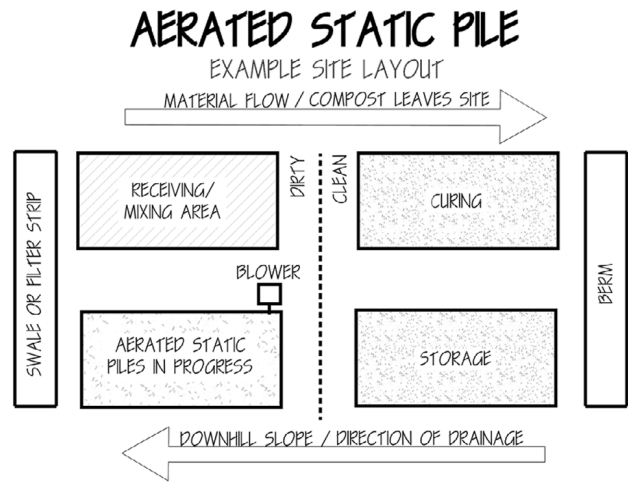 AERATED STATIC PILE
EXAMPLE SITE LAYOUT
MATERIAL FLOW / COMPOST LEAVES SITE
SWALE OR FILTER STRIP
RECEIVING/
MIXING AREA
DIRTY
CLEAN
CURING
BERM
BLOWER
AERATED STATIC
PILES IN PROGRESS
STORAGE
DOWNHILL SLOPE / DIRECTION OF DRAINAGE